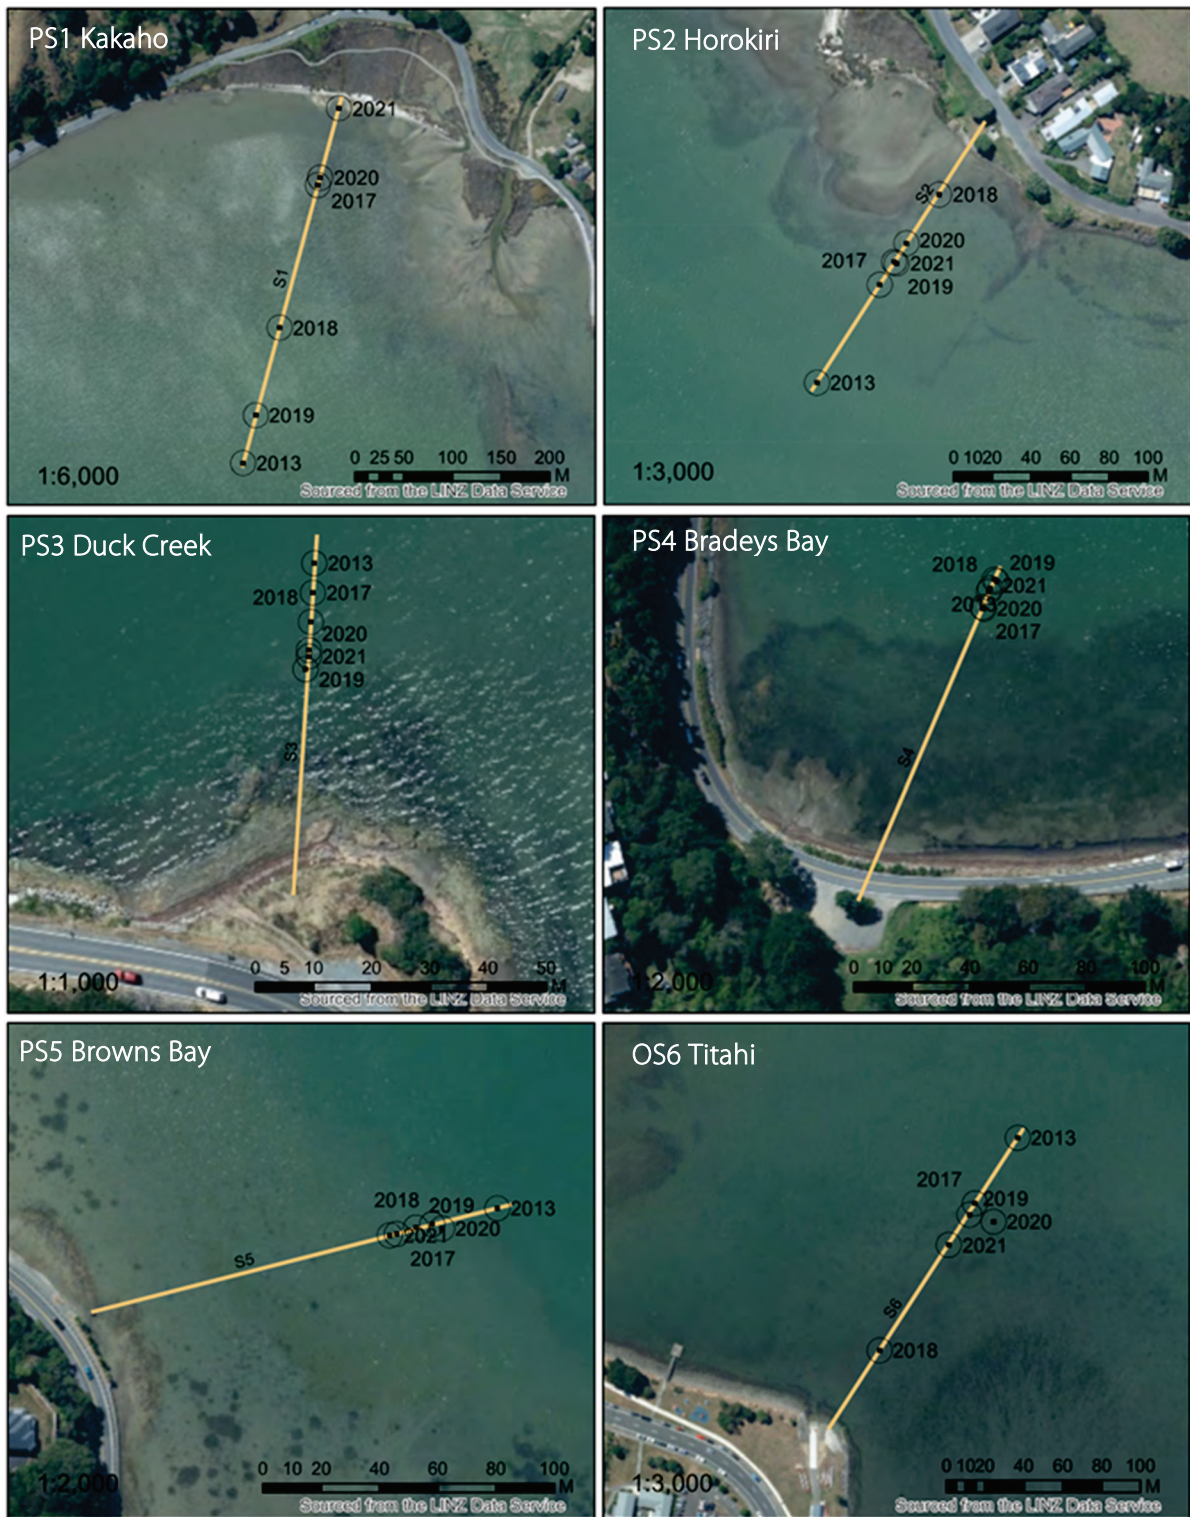 PS1 Kakaho
2021
2020
2017
S1
2018
2019
2013
1:6,000
0 25 50 100 150 200
M
Sourced from the LINZ Data Service
PS2 Horokiri
S2
2018
2020
2017
2021
2019
2013
1:3,000
0 10 20 40 60 80 100
M
Sourced from the LINZ Data Service
PS3 Duck Creek
2013
2018
2017
2020
2021
2019
S3
1:1,000
0 5 10 20 30 40 50
M
Sourced from the LINZ Data Service
PS4 Bradeys Bay
2018
2019
2021
2013
2020
2017
S4
1:2,000
0 10 20 40 60 80 100
M
Sourced from the LINZ Data Service
PS5 Browns Bay
2018
2019
2013
2021
2020
2017
S5
1:2,000
0 10 20 40 60 80 100
M
Sourced from the LINZ Data Service
OS6 Titahi
2013
2017
2019
2020
2021
S6
2018
1:3,000
0 10 20 40 60 80 100
M
Sourced from the LINZ Data Service